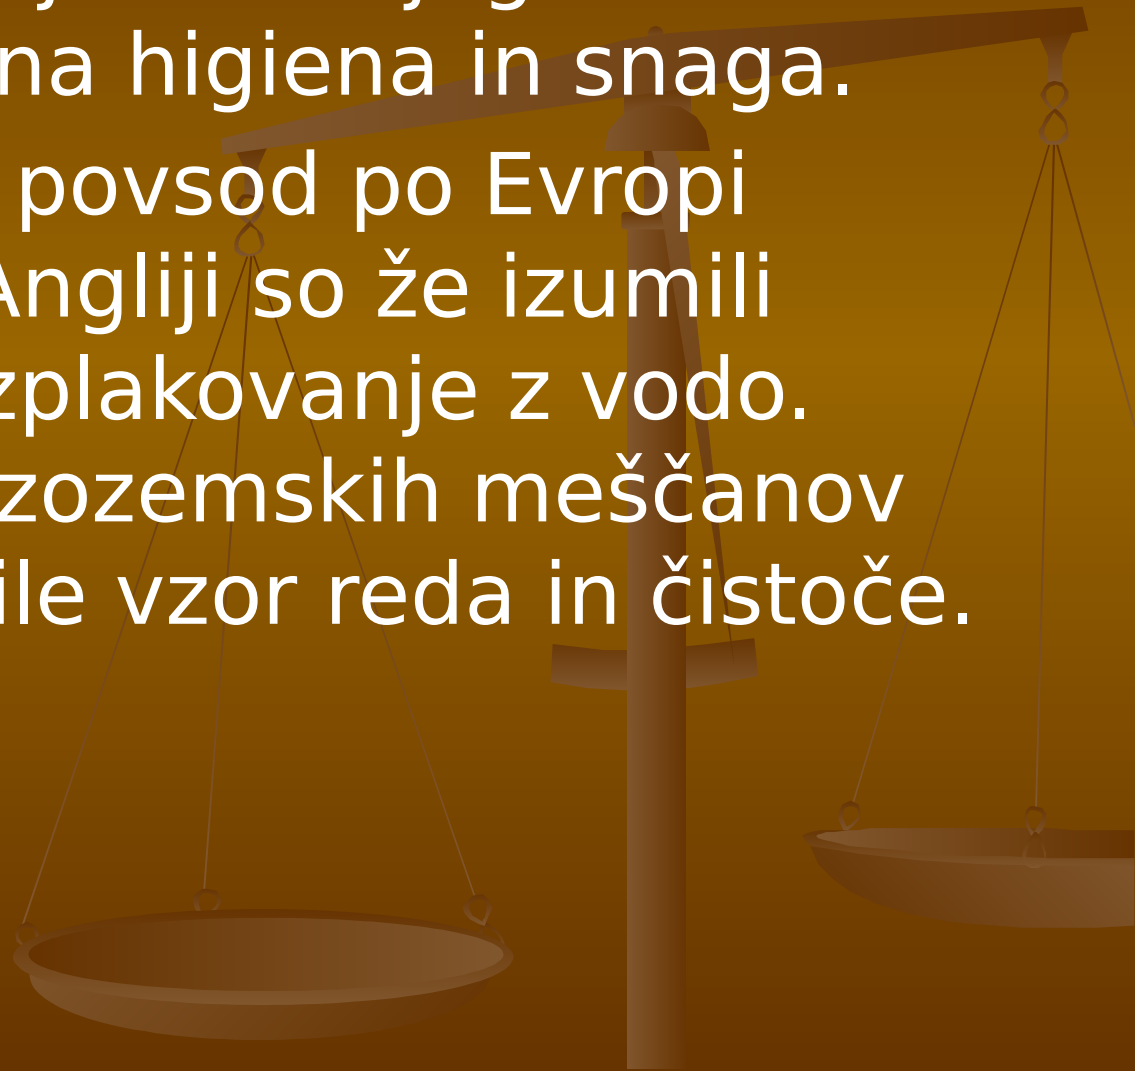 na higiena in snaga.
povsod po Evropi
Angliji so že izumili
zplakovanje z vodo.
zozemskih meščanov
ile vzor reda in čistoče.